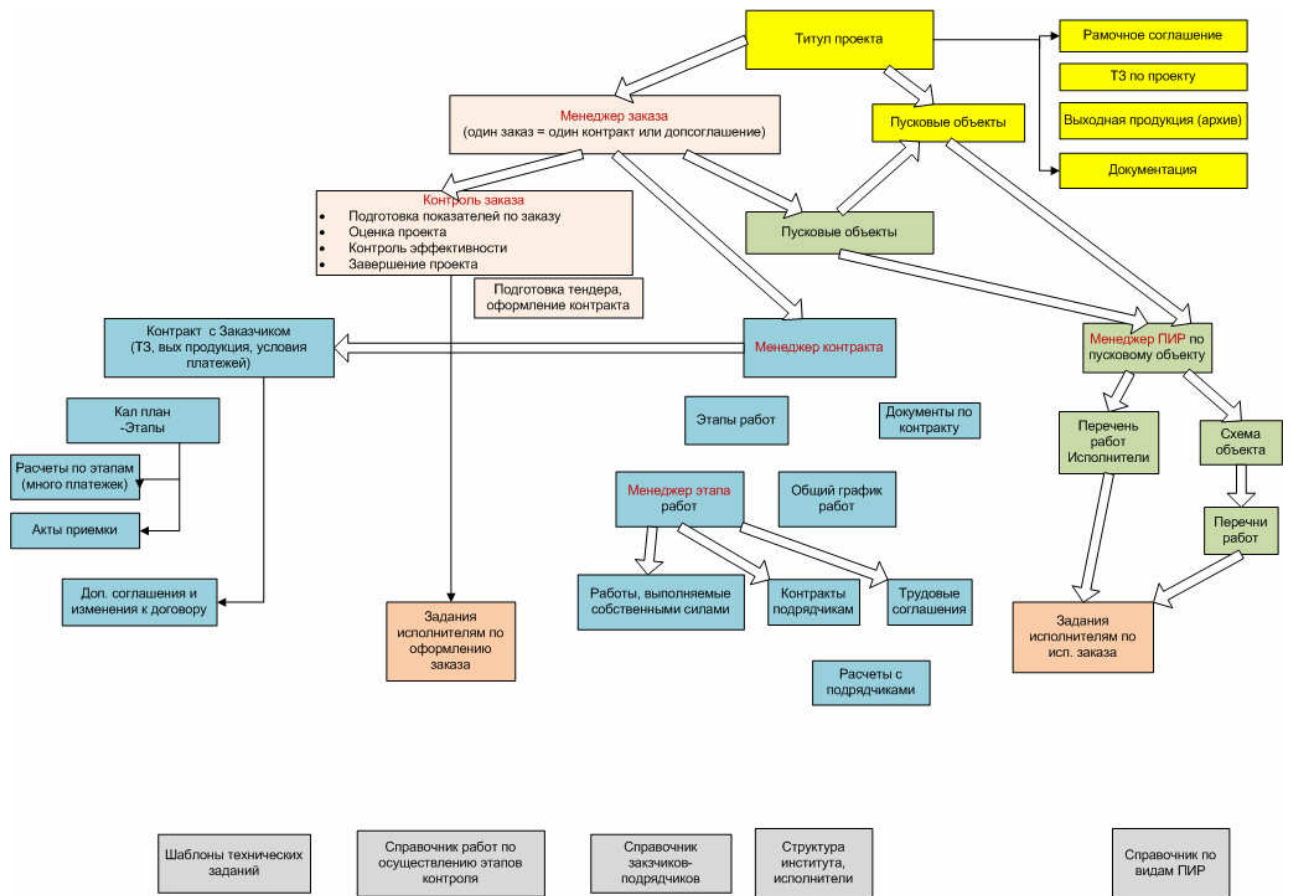 Титул проекта
Рамочное соглашение
ТЗ по проекту
Выходная продукция (архив)
Документация
Менеджер заказа
(один заказ = один контракт или допсоглашение)
Пусковые объекты
Контроль заказа
• Подготовка показателей по заказу
• Оценка проекта
• Контроль эффективности
• Завершение проекта
Пусковые объекты
Подготовка тендера,
оформление контракта
Контракт с Заказчиком
(ТЗ, вых продукция, условия
платежей)
Менеджер контракта
Менеджер ПИР по
пусковому объекту
Кал план
-Этапы
Этапы работ
Документы по
контракту
Перечень
работ
Исполнители
Схема
объекта
Расчеты по этапам
(много платежек)
Акты приемки
Менеджер этапа
работ
Общий график
работ
Перечни
работ
Доп. соглашения и
изменения к договору
Работы, выполняемые
собственными силами
Контракты
подрядчикам
Трудовые
соглашения
Задания
исполнителям по
оформлению
заказа
Задания
исполнителям по
исп. заказа
Расчеты с
подрядчиками
Шаблоны технических
заданий
Справочник работ по
осуществлению этапов
контроля
Справочник
закзчиков-
подрядчиков
Структура
института,
исполнители
Справочник по
видам ПИР